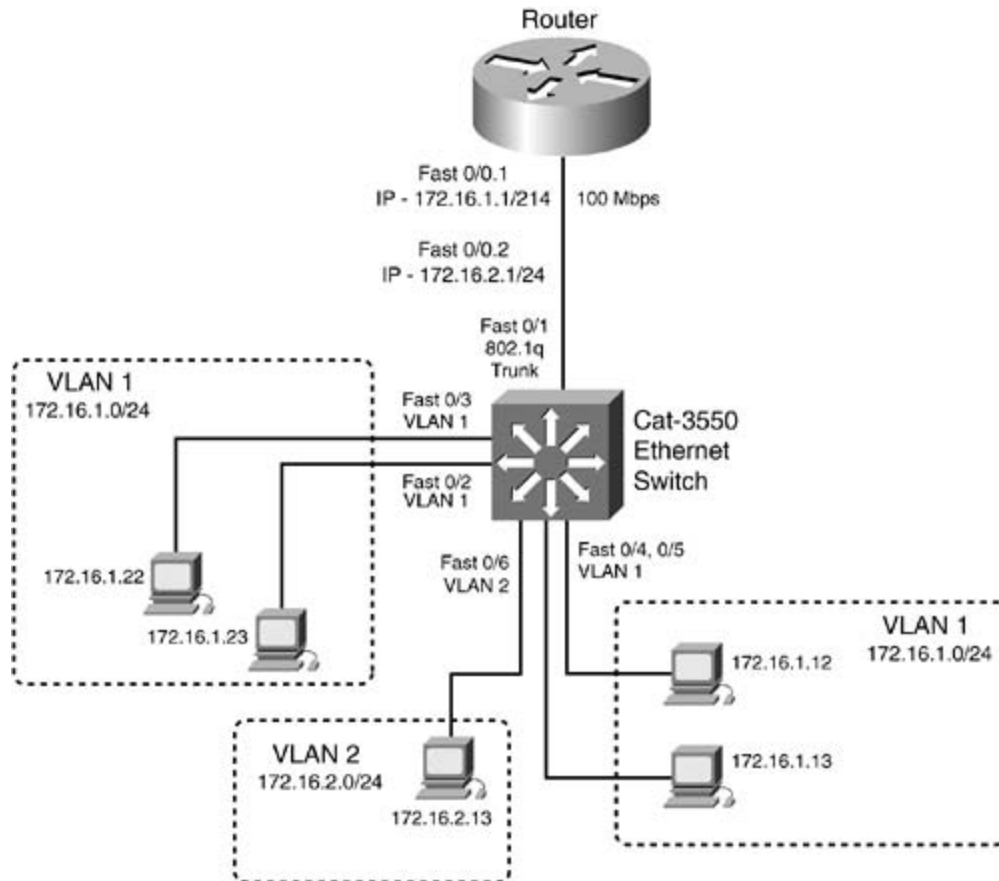 Router
Fast 0/0.1
IP - 172.16.1.1/214
100 Mbps
Fast 0/0.2
IP - 172.16.2.1/24
Fast 0/1
802.1q
Trunk
VLAN 1
172.16.1.0/24
Fast 0/3
VLAN 1
Cat-3550
Ethernet
Switch
Fast 0/2
VLAN 1
172.16.1.22
172.16.1.23
Fast 0/6
VLAN 2
Fast 0/4, 0/5
VLAN 1
VLAN 1
172.16.1.0/24
172.16.1.12
172.16.1.13
VLAN 2
172.16.2.0/24
172.16.2.13